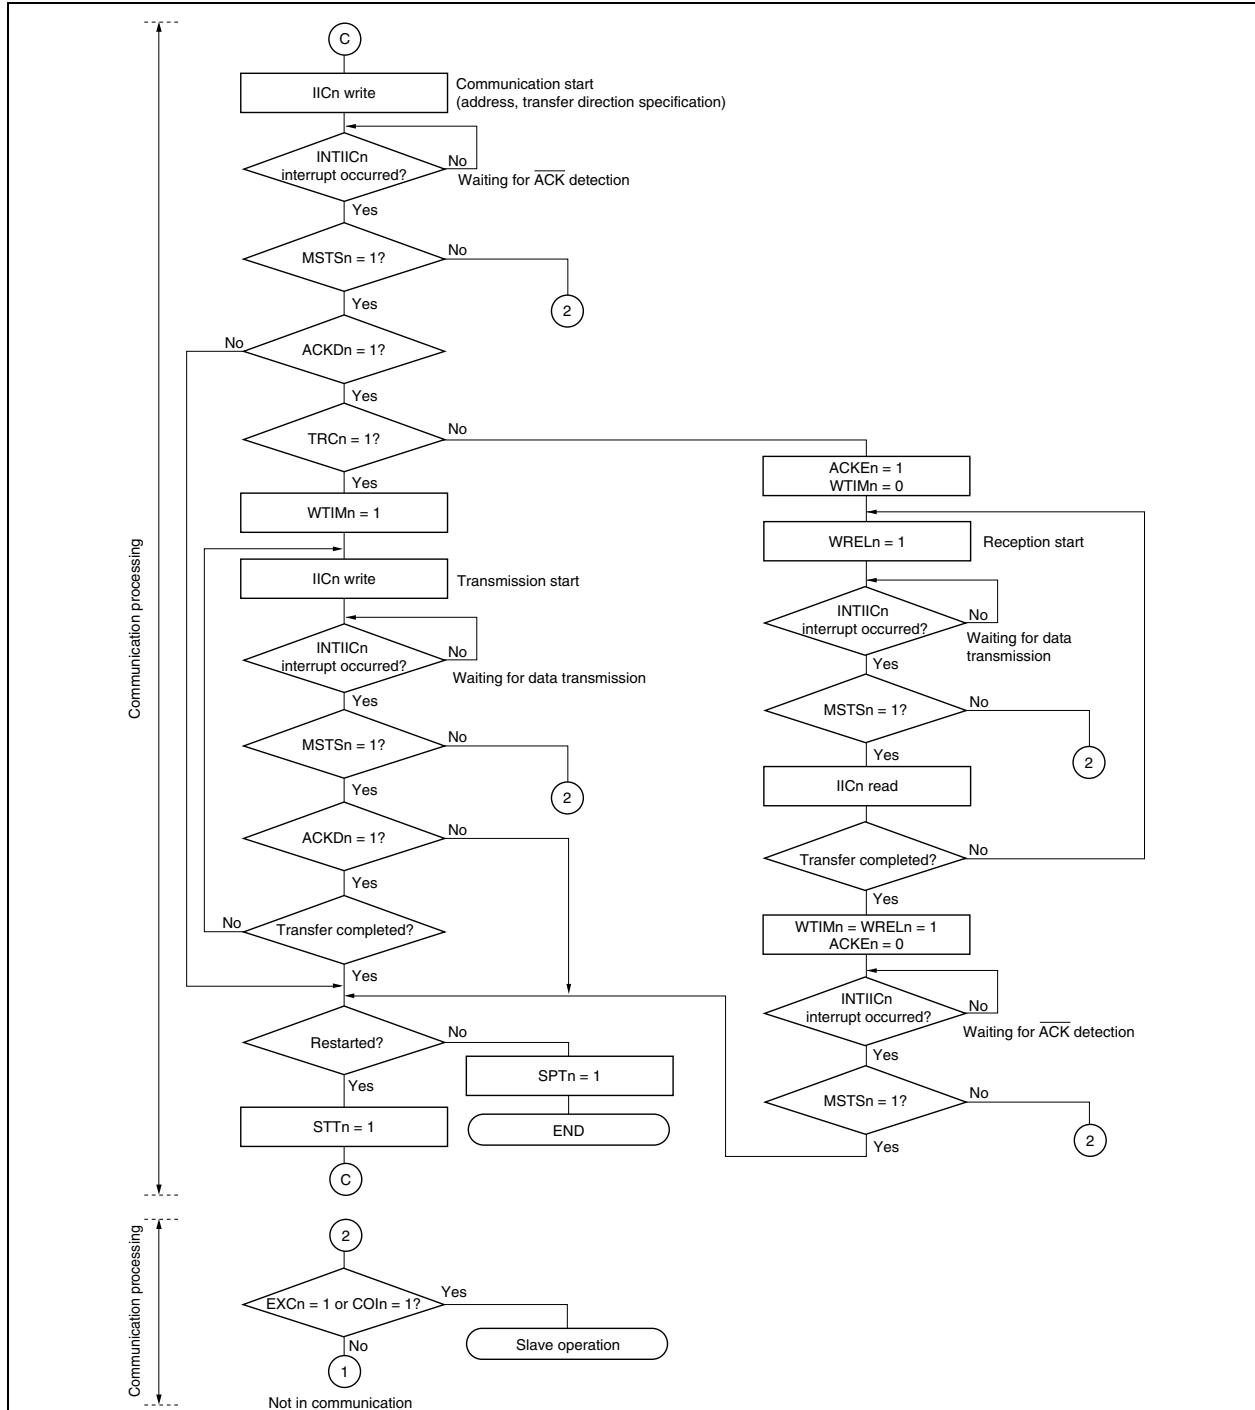 C
IICn write
Communication start
(address, transfer direction specification)
INTIICn
interrupt occurred?
No
Waiting for ACK detection
Yes
MSTSn = 1?
No
2
Yes
ACKDn = 1?
No
Yes
TRCn = 1?
No
Yes
WTIMn = 1
IICn write
Transmission start
INTIICn
interrupt occurred?
No
Waiting for data transmission
Yes
MSTSn = 1?
No
2
Yes
ACKDn = 1?
No
Yes
Transfer completed?
No
Yes
Restarted?
No
SPTn = 1
END
Yes
STTn = 1
C
ACKEn = 1
WTIMn = 0
WRELn = 1
Reception start
INTIICn
interrupt occurred?
No
Waiting for data
transmission
Yes
MSTSn = 1?
No
2
Yes
IICn read
Transfer completed?
No
Yes
WTIMn = WRELn = 1
ACKEn = 0
INTIICn
interrupt occurred?
No
Waiting for ACK detection
Yes
MSTSn = 1?
No
2
Yes
Communication processing
2
EXCn = 1 or COIn = 1?
Yes
Slave operation
No
1
Not in communication
Communication processing